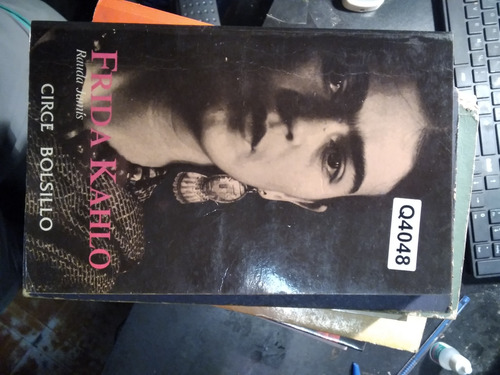 FRIDA KAHLO
Rauda Jamís
CIRCE BOLSILLO
Q4048